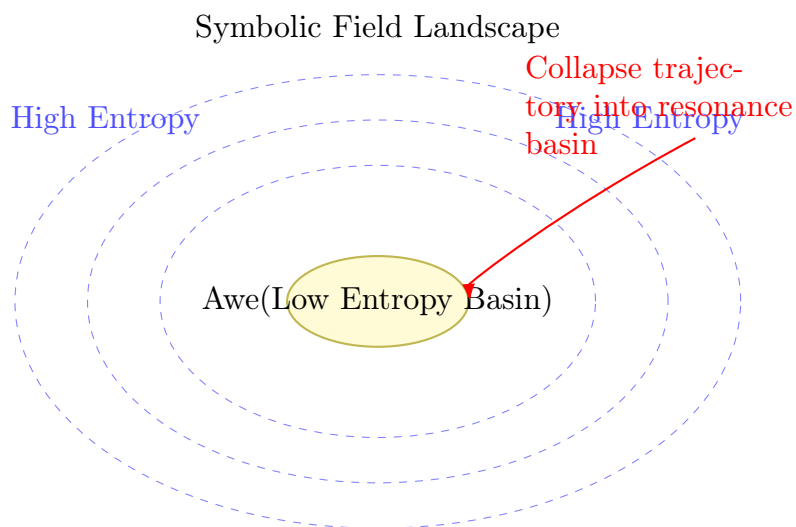 Symbolic Field Landscape
Collapse trajec-
tory into resonance
basin
High Entropy
High Entropy
Awe(Low Entropy Basin)